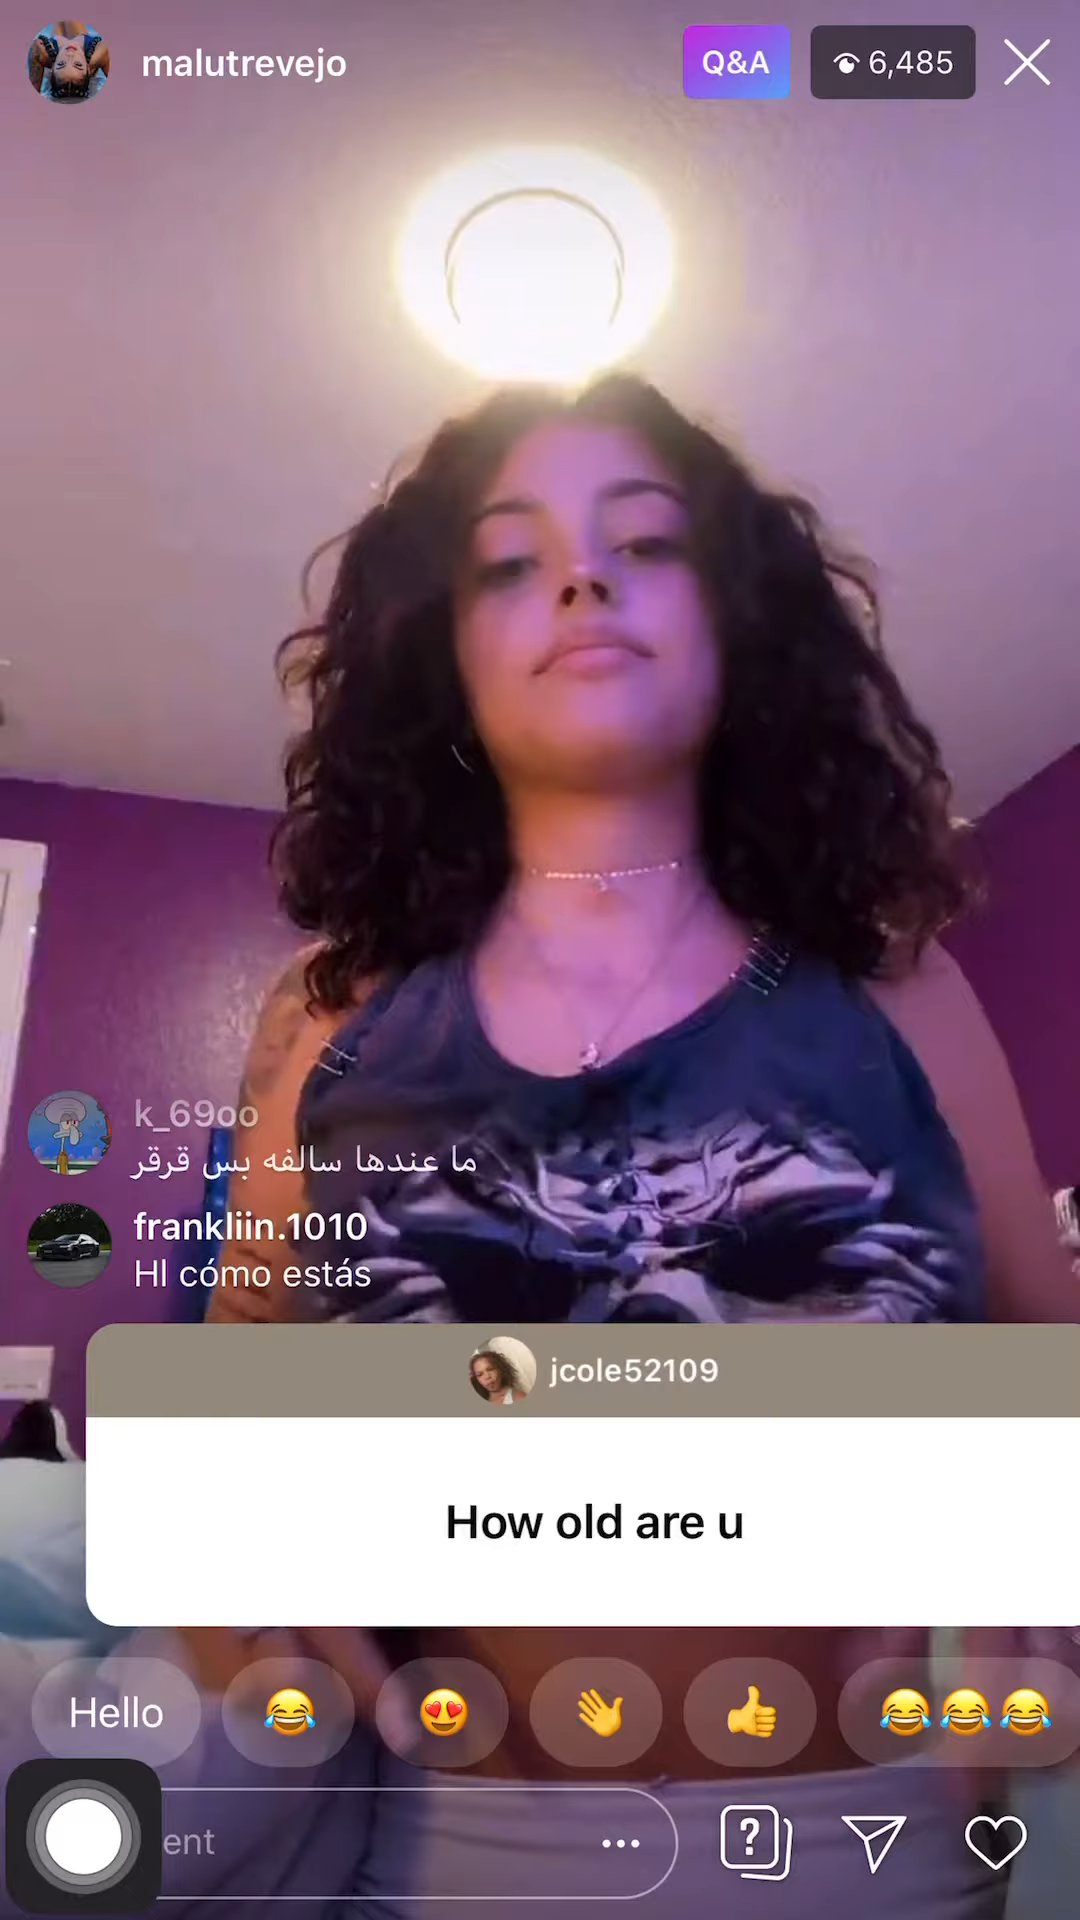 malutrevejo
Q&A
6,485
k_69oo
ما عندها سالفه بس قرقر
frankliin.1010
HI cómo estás
jcole52109
How old are u
Hello
ent